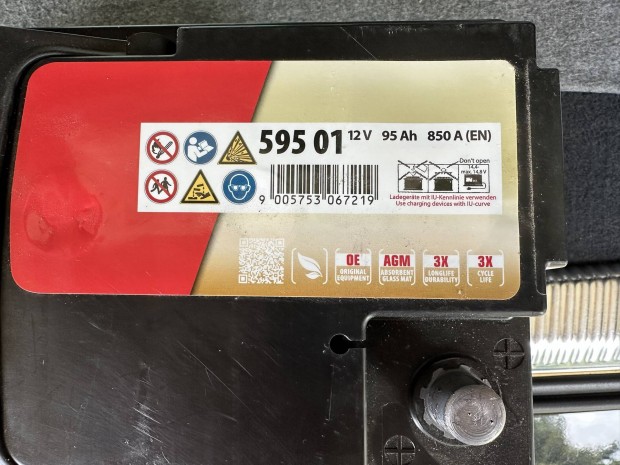 595 01 12 V 95 Ah 850 A (EN)
Don't open
14,4-
max. 14,8 V
9 005753 067219
Ladegeräte mit IU-Kennlinie verwenden
Use charging devices with IU-curve
OE
ORIGINAL
EQUIPMENT
AGM
ABSORBENT
GLASS MAT
3X
LONGLIFE
DURABILITY
3X
CYCLE
LIFE